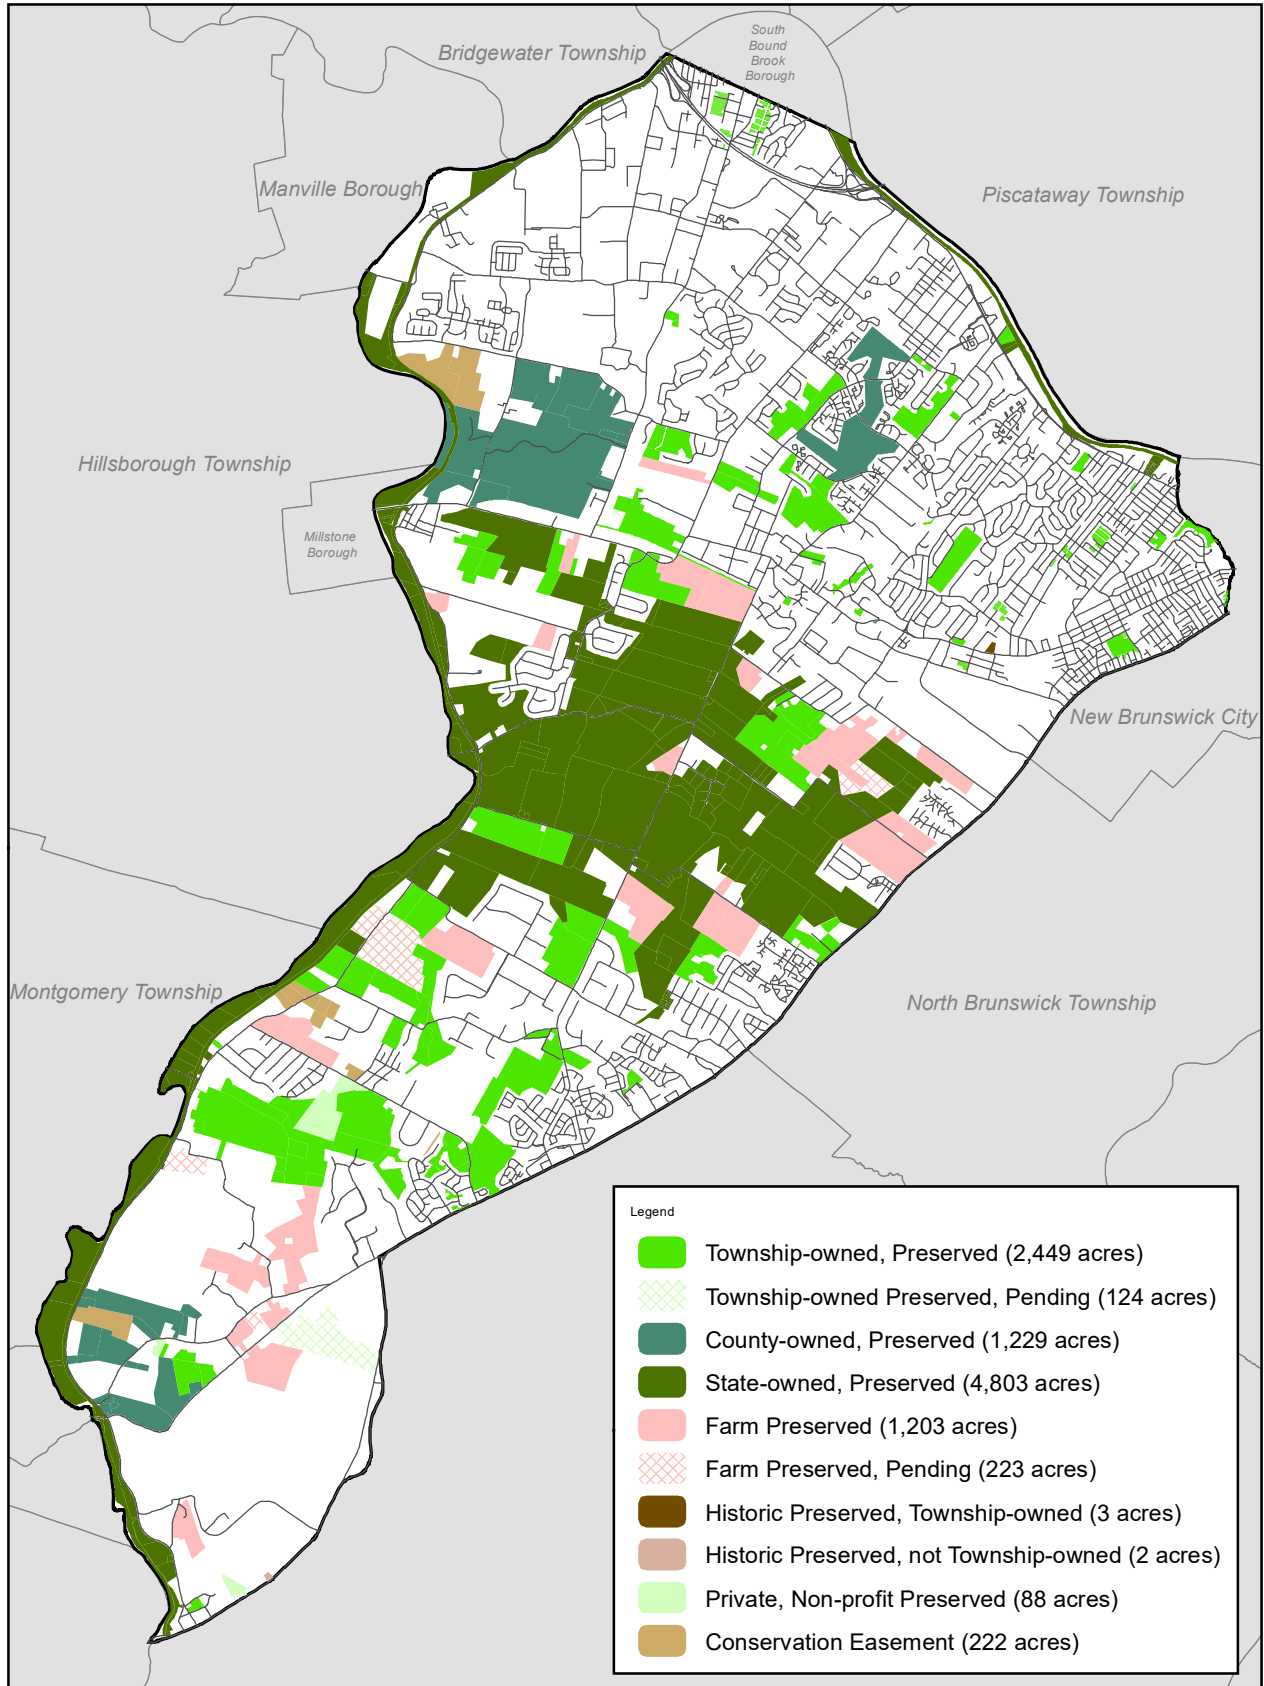 South
Bound
Brook
Borough
Bridgewater Township
Manville Borough
Piscataway Township
Hillsborough Township
Millstone
Borough
New Brunswick City
Montgomery Township
North Brunswick Township
Legend
Township-owned, Preserved (2,449 acres)
Township-owned Preserved, Pending (124 acres)
County-owned, Preserved (1,229 acres)
State-owned, Preserved (4,803 acres)
Farm Preserved (1,203 acres)
Farm Preserved, Pending (223 acres)
Historic Preserved, Township-owned (3 acres)
Historic Preserved, not Township-owned (2 acres)
Private, Non-profit Preserved (88 acres)
Conservation Easement (222 acres)